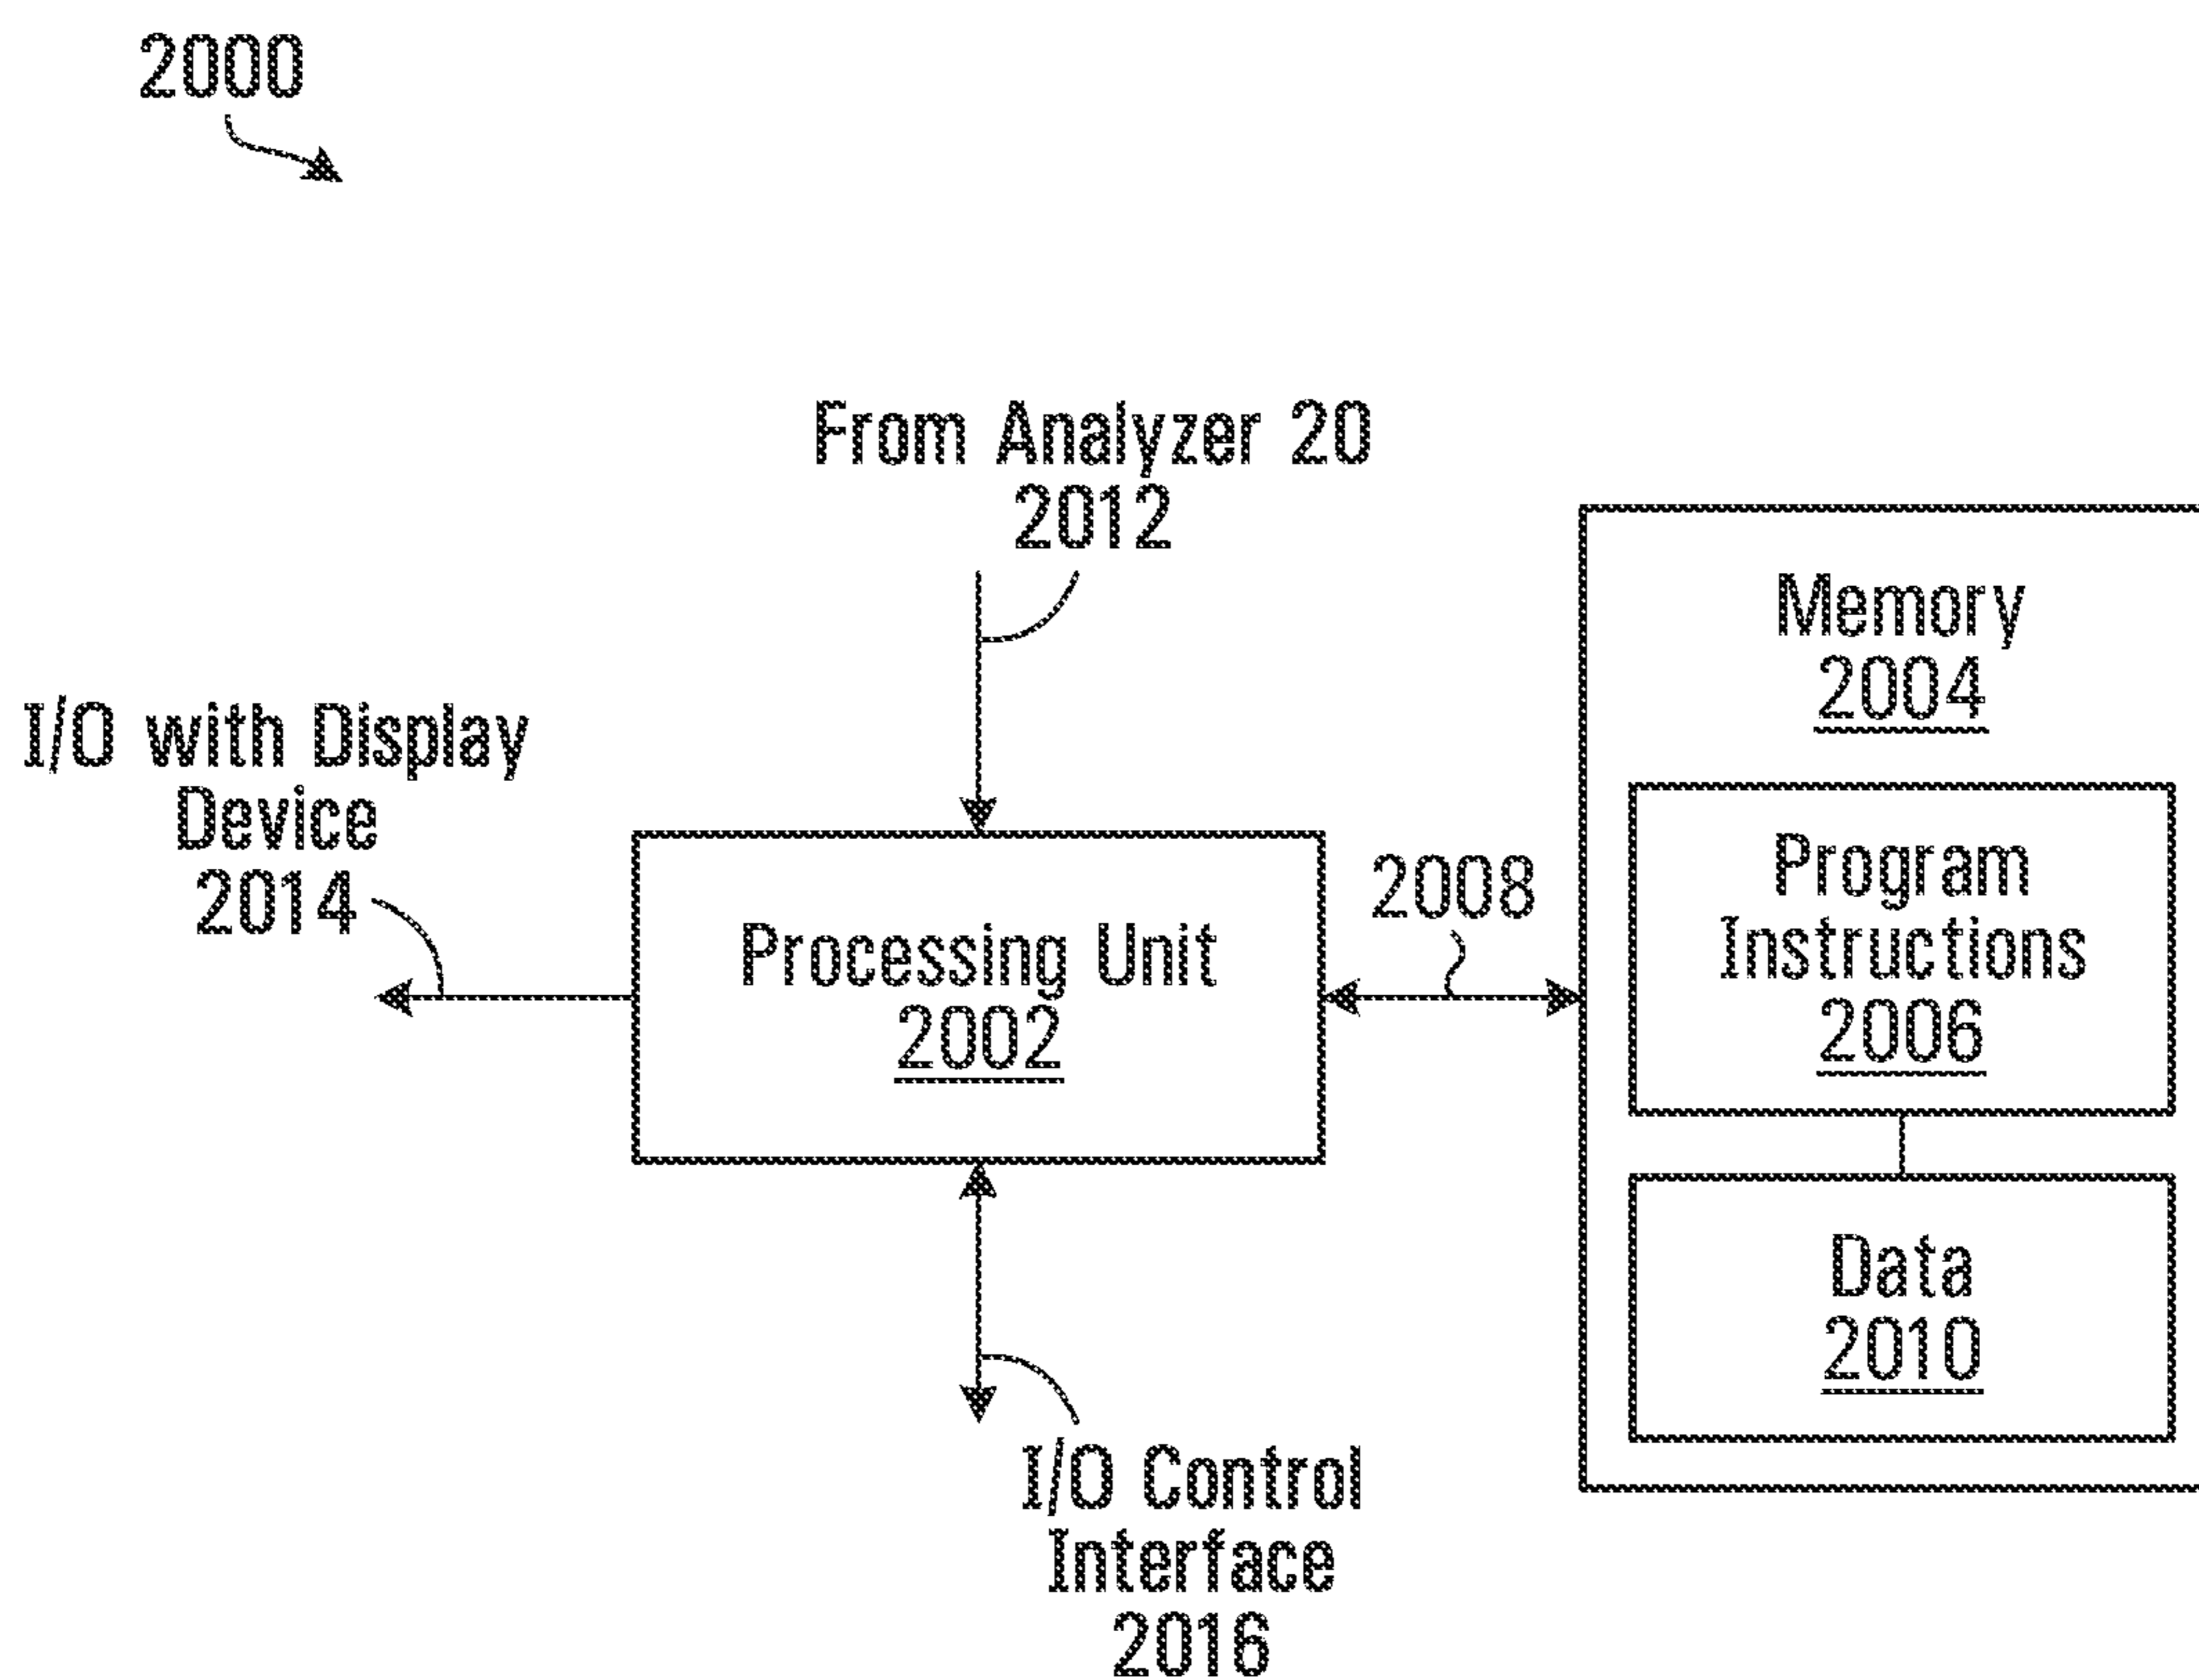 2000
From Analyzer 20
2012
I/O with Display
Device
2014
Processing Unit
2002
2008
Memory
2004
Program
Instructions
2006
Data
2010
I/O Control
Interface
2016